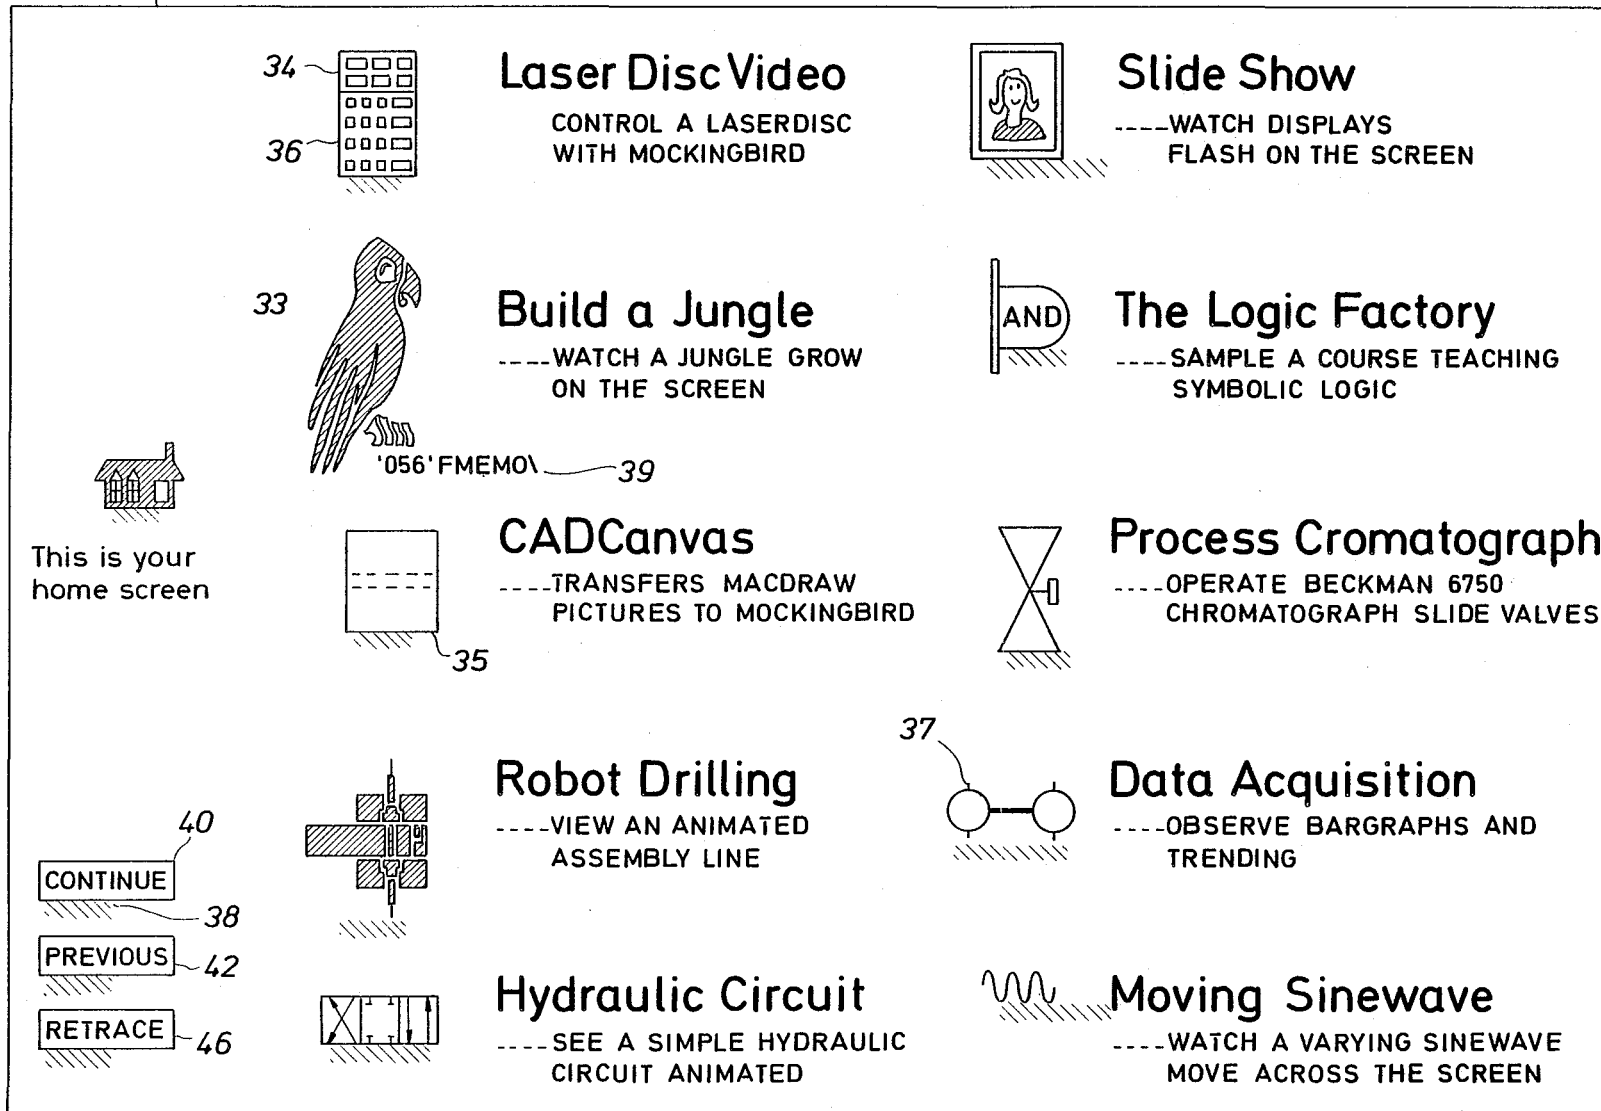 34
36
Laser Disc Video
CONTROL A LASERDISC
WITH MOCKINGBIRD
Slide Show
----WATCH DISPLAYS
FLASH ON THE SCREEN
33
Build a Jungle
----WATCH A JUNGLE GROW
ON THE SCREEN
'056'FMEMO\
39
AND
The Logic Factory
----SAMPLE A COURSE TEACHING
SYMBOLIC LOGIC
This is your
home screen
CADCanvas
----TRANSFERS MACDRAW
PICTURES TO MOCKINGBIRD
35
Process Cromatograph
----OPERATE BECKMAN 6750
CHROMATOGRAPH SLIDE VALVES
Robot Drilling
----VIEW AN ANIMATED
ASSEMBLY LINE
37
Data Acquisition
----OBSERVE BARGRAPHS AND
TRENDING
40
CONTINUE
38
PREVIOUS
42
RETRACE
46
Hydraulic Circuit
----SEE A SIMPLE HYDRAULIC
CIRCUIT ANIMATED
Moving Sinewave
----WATCH A VARYING SINEWAVE
MOVE ACROSS THE SCREEN